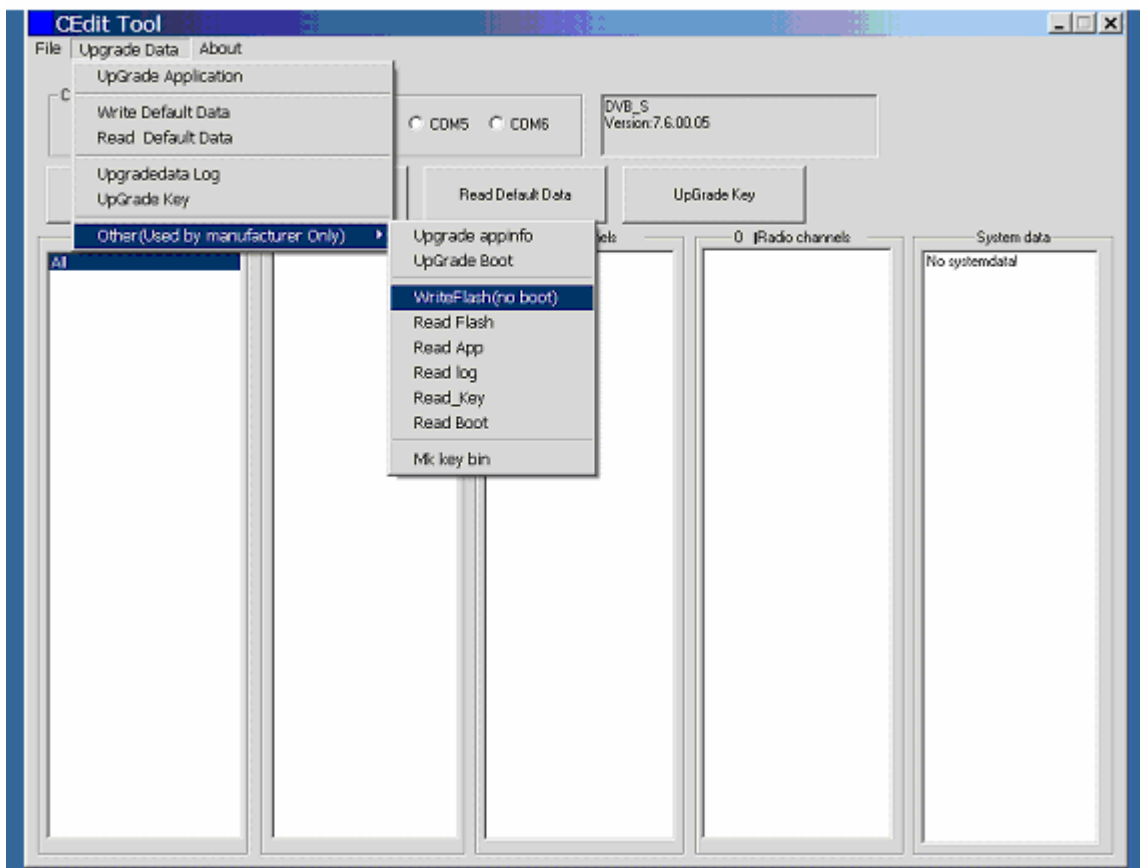 CEdit Tool
File Upgrade Data About
UpGrade Application
Write Default Data
Read Default Data
Upgradedata Log
UpGrade Key
Other(Used by manufacturer Only)
Upgrade appinfo
UpGrade Boot
WriteFlash(no boot)
Read Flash
Read App
Read log
Read_Key
Read Boot
Mk key bin
COM5 COM6
DVB_S
Version:7.6.00.05
Read Default Data UpGrade Key
0 Radio channels System data
All
No systemdata!